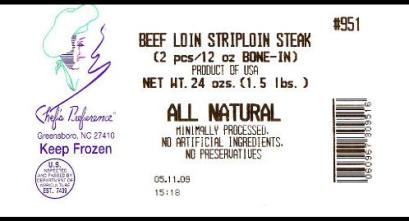 #951
BEEF LOIN STRIPLOIN STEAK
(2 pcs/12 oz BONE-IN)
PRODUCT OF USA
NET WT. 24 ozs.(1.5 lbs. )
ALL NATURAL
MINIMALLY PROCESSED.
NO ARTIFICIAL INGREDIENTS.
NO PRESERVATIVES
05.11.09
15:18
Chef's Preference
Greensboro, NC 27410
Keep Frozen
U.S.
INSPECTED
AND PASSED BY
DEPARTMENT OF
AGRICULTURE
EST. 7439